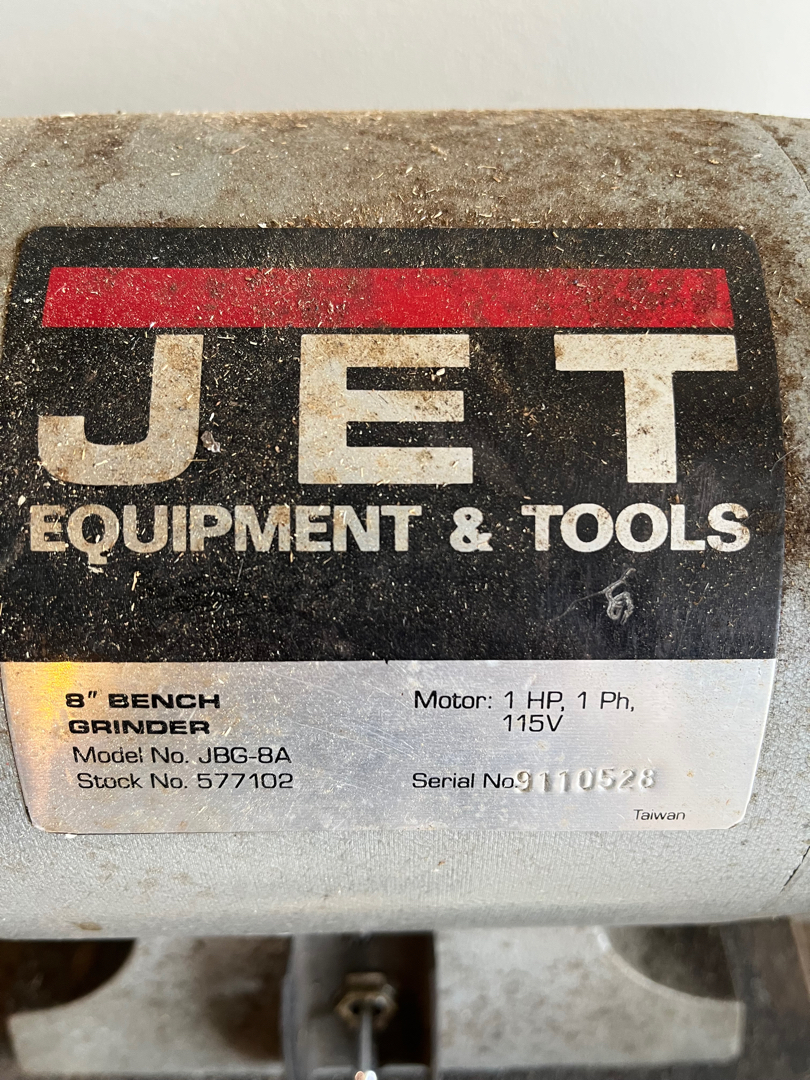 JET
EQUIPMENT & TOOLS
8" BENCH
GRINDER
Model No. JBG-8A
Stock No. 577102
Motor: 1 HP, 1 Ph,
115V
Serial No. 9110528
Taiwan